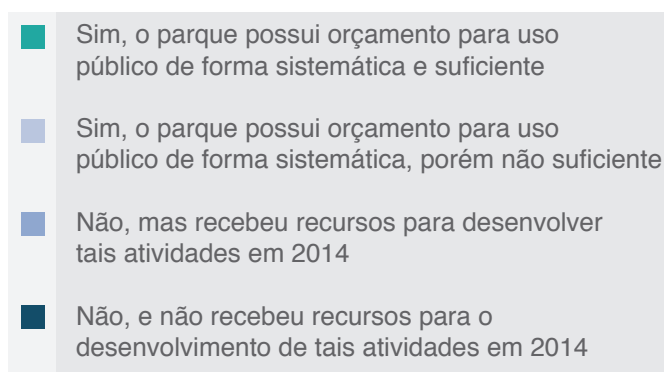 Sim, o parque possui orçamento para uso
público de forma sistemática e suficiente
Sim, o parque possui orçamento para uso
público de forma sistemática, porém não suficiente
Não, mas recebeu recursos para desenvolver
tais atividades em 2014
Não, e não recebeu recursos para o
desenvolvimento de tais atividades em 2014